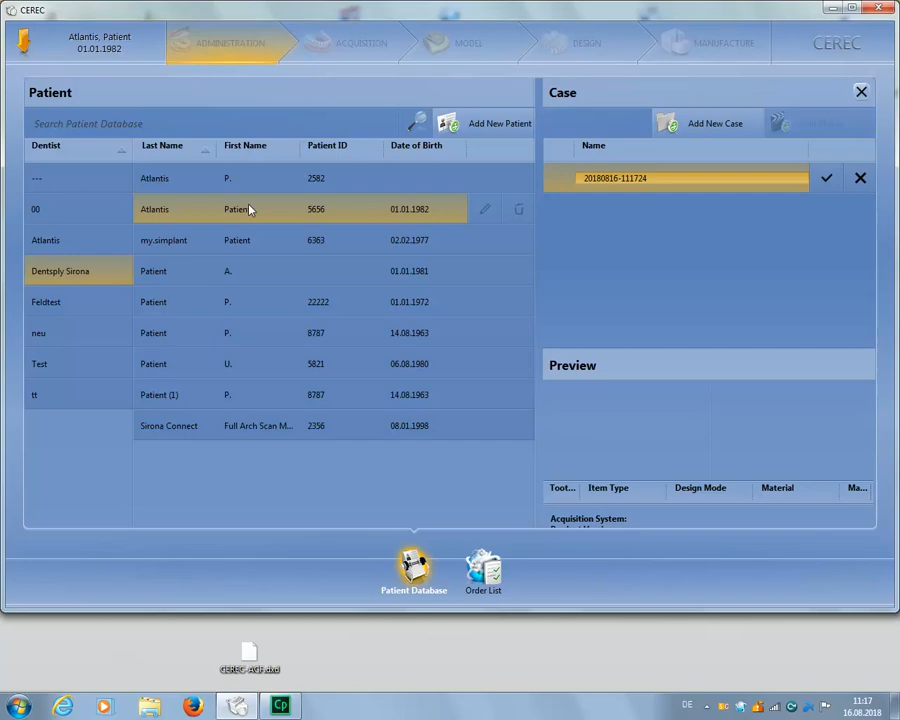 CEREC
Atlantis, Patient
01.01.1982
ADMINISTRATION
ACQUISITION
MODEL
DESIGN
MANUFACTURE
CEREC
Patient
Case
Search Patient Database
Add New Patient
Add New Case
Dentist Last Name First Name Patient ID Date of Birth
Name
--- Atlantis P. 2582
20180816-111724
00 Atlantis Patient 5656 01.01.1982
Atlantis my.simplant Patient 6363 02.02.1977
Dentsply Sirona Patient A. 01.01.1981
Feldtest Patient P. 22222 01.01.1972
neu Patient P. 8787 14.08.1963
Test Patient U. 5821 06.08.1980
tt Patient (1) P. 8787 14.08.1963
Sirona Connect Full Arch Scan M... 2356 08.01.1998
Preview
Toot... Item Type Design Mode Material Ma...
Acquisition System:
Patient Database
Order List
CEREC-ACF.dxd
Cp
DE
11:17
16.08.2018